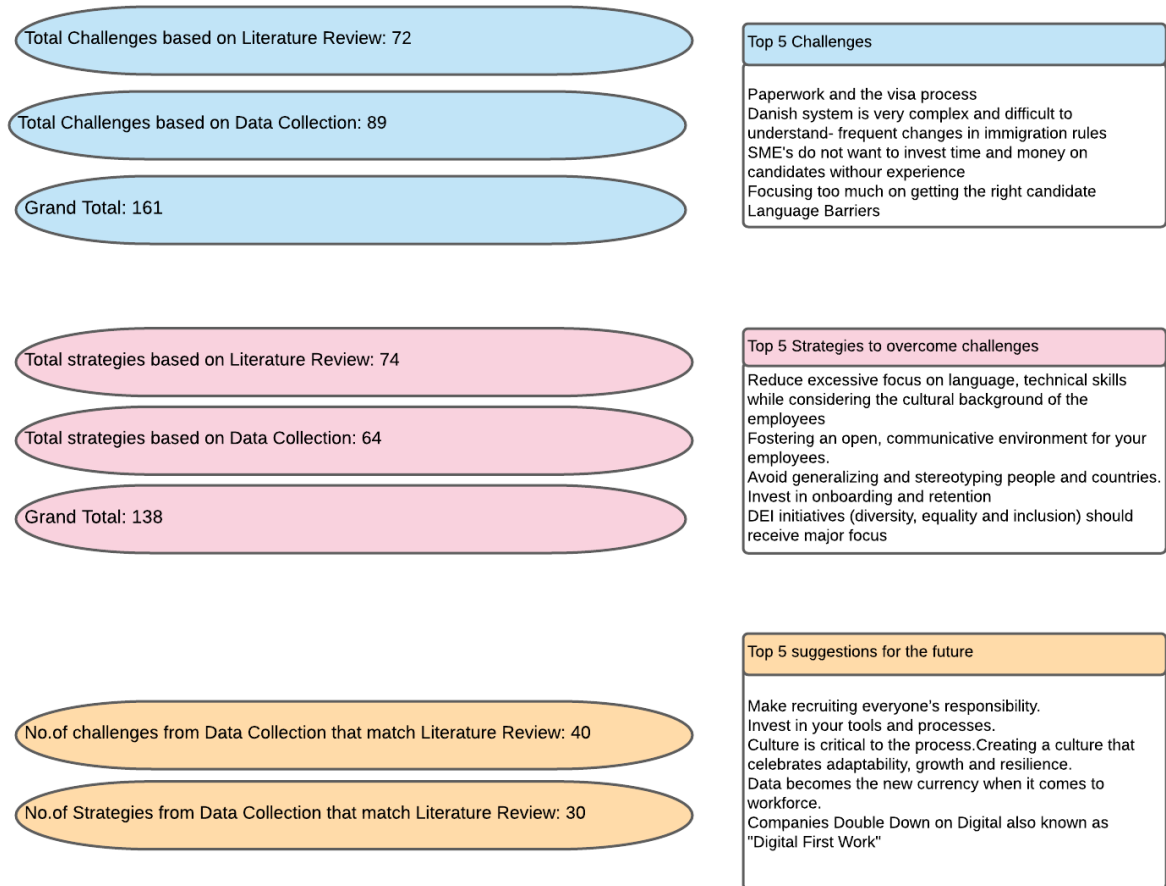 Total Challenges based on Literature Review: 72
Total Challenges based on Data Collection: 89
Grand Total: 161
Top 5 Challenges
Paperwork and the visa process
Danish system is very complex and difficult to
understand- frequent changes in immigration rules
SME's do not want to invest time and money on
candidates withour experience
Focusing too much on getting the right candidate
Language Barriers
Total strategies based on Literature Review: 74
Total strategies based on Data Collection: 64
Grand Total: 138
Top 5 Strategies to overcome challenges
Reduce excessive focus on language, technical skills
while considering the cultural background of the
employees
Fostering an open, communicative environment for your
employees.
Avoid generalizing and stereotyping people and countries.
Invest in onboarding and retention
DEI initiatives (diversity, equality and inclusion) should
receive major focus
No.of challenges from Data Collection that match Literature Review: 40
No.of Strategies from Data Collection that match Literature Review: 30
Top 5 suggestions for the future
Make recruiting everyone's responsibility.
Invest in your tools and processes.
Culture is critical to the process.Creating a culture that
celebrates adaptability, growth and resilience.
Data becomes the new currency when it comes to
workforce.
Companies Double Down on Digital also known as
"Digital First Work"